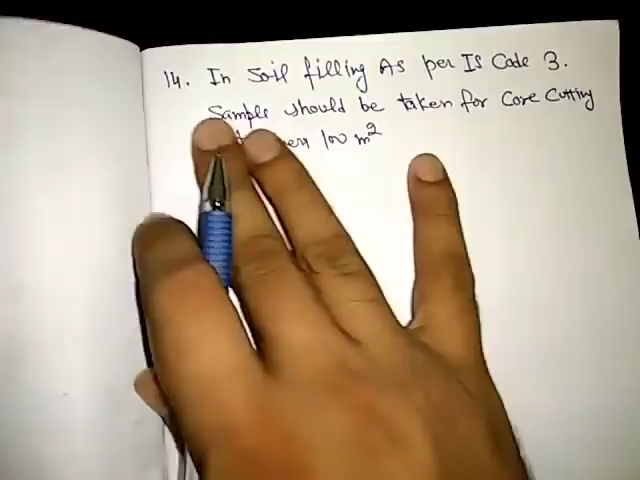 14. In Soil filling As per IS Code 3.
Sample should be taken for Core Cutting
100 m²